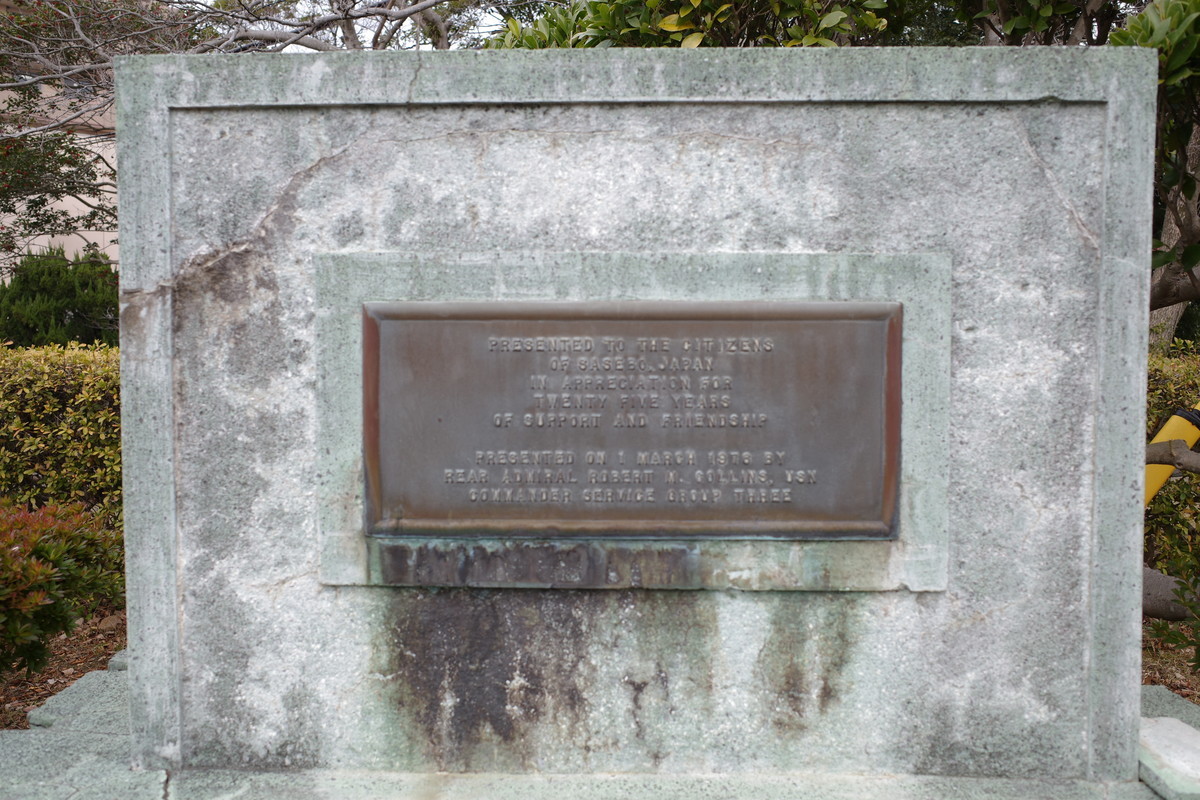 PRESENTED TO THE CITIZENS
OF SASEBO, JAPAN
IN APPRECIATION FOR
TWENTY FIVE YEARS
OF SUPPORT AND FRIENDSHIP
PRESENTED ON 1 MARCH 1973 BY
REAR ADMIRAL ROBERT M. COLLINS, USN
COMMANDER SERVICE GROUP THREE